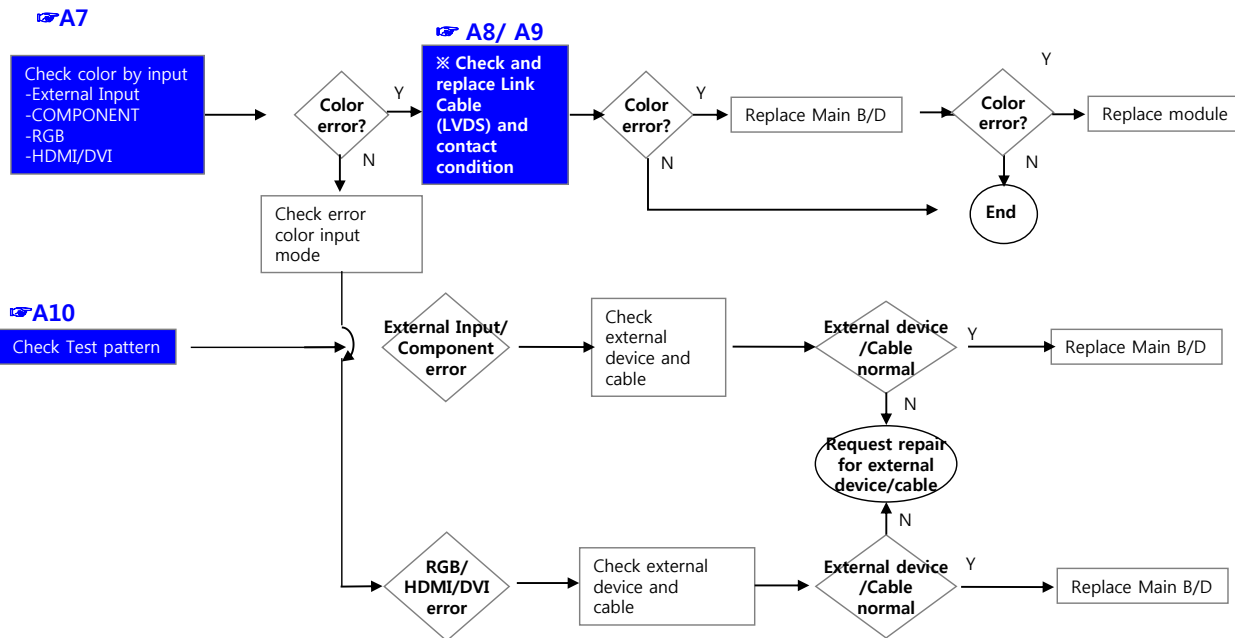 ☞A7
Check color by input
-External Input
-COMPONENT
-RGB
-HDMI/DVI
Color
error?
Y
N
☞ A8/ A9
※ Check and
replace Link
Cable
(LVDS) and
contact
condition
Color
error?
Y
N
Replace Main B/D
Color
error?
Y
N
Replace module
End
Check error
color input
mode
☞A10
Check Test pattern
External Input/
Component
error
Check
external
device and
cable
External device
/Cable
normal
Y
N
Replace Main B/D
Request repair
for external
device/cable
N
RGB/
HDMI/DVI
error
Check external
device and
cable
External device
/Cable
normal
Y
Replace Main B/D